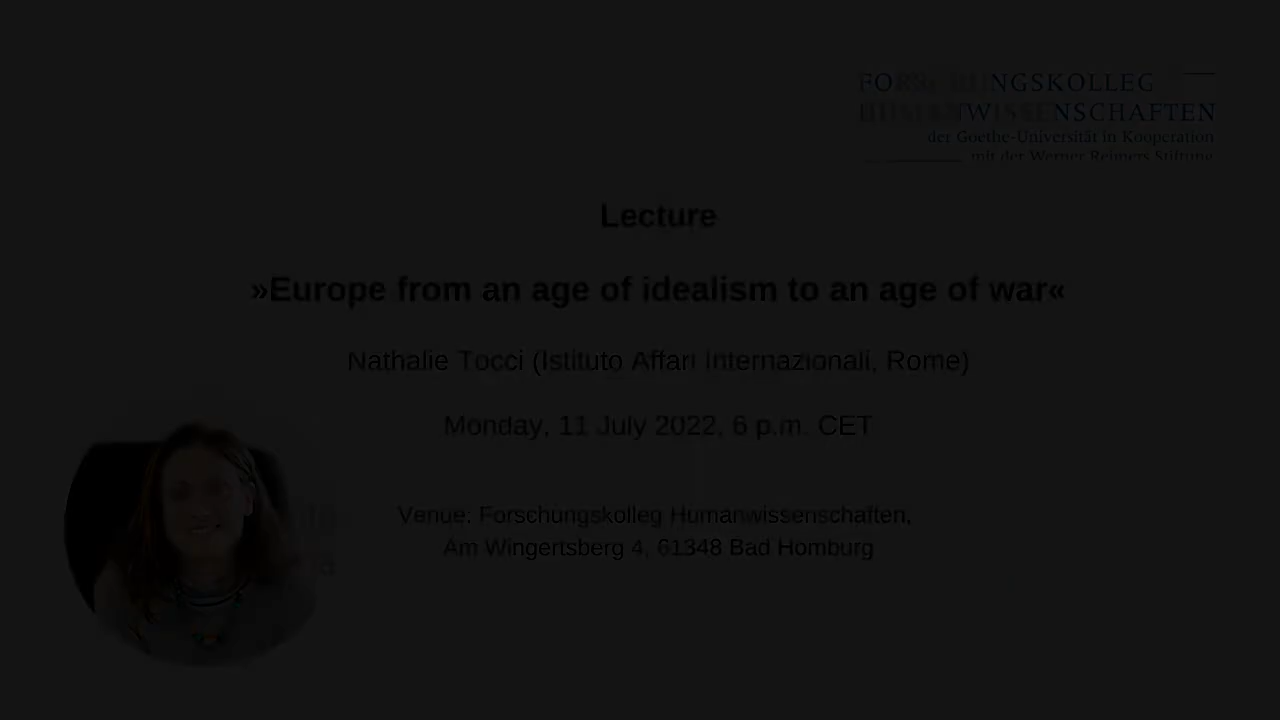 FORSCHUNGSKOLLEG
HUMANWISSENSCHAFTEN
der Goethe-Universität in Kooperation
mit der Werner Reimers Stiftung
Lecture
»Europe from an age of idealism to an age of war«
Nathalie Tocci (Istituto Affari Internazionali, Rome)
Monday, 11 July 2022, 6 p.m. CET
Venue: Forschungskolleg Humanwissenschaften,
Am Wingertsberg 4, 61348 Bad Homburg